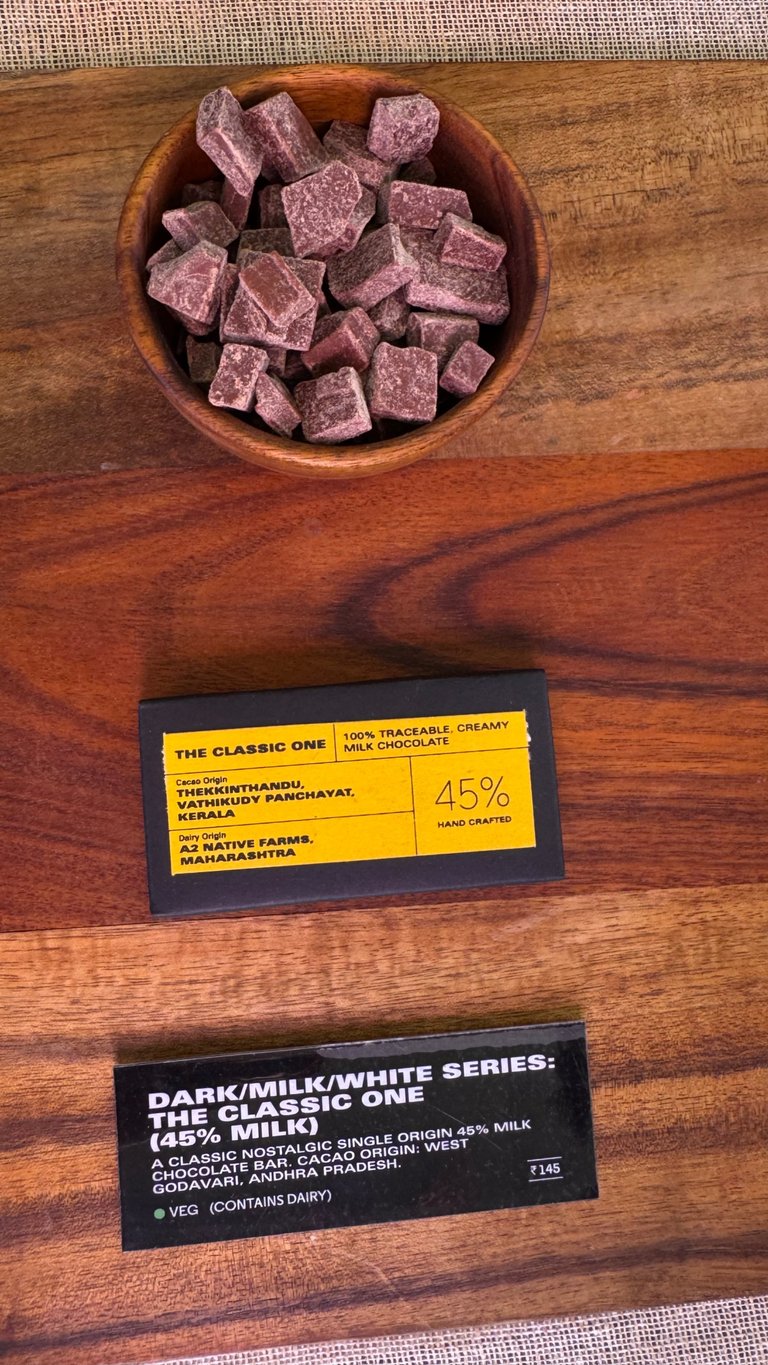 THE CLASSIC ONE
100% TRACEABLE, CREAMY
MILK CHOCOLATE
Cacao Origin
THEKKINTHANDU,
VATHIKUDY PANCHAYAT,
KERALA
45%
HAND CRAFTED
Dairy Origin
A2 NATIVE FARMS,
MAHARASHTRA
DARK/MILK/WHITE SERIES:
THE CLASSIC ONE
(45% MILK)
A CLASSIC NOSTALGIC SINGLE ORIGIN 45% MILK
CHOCOLATE BAR. CACAO ORIGIN: WEST
GODAVARI, ANDHRA PRADESH.
₹145
VEG (CONTAINS DAIRY)